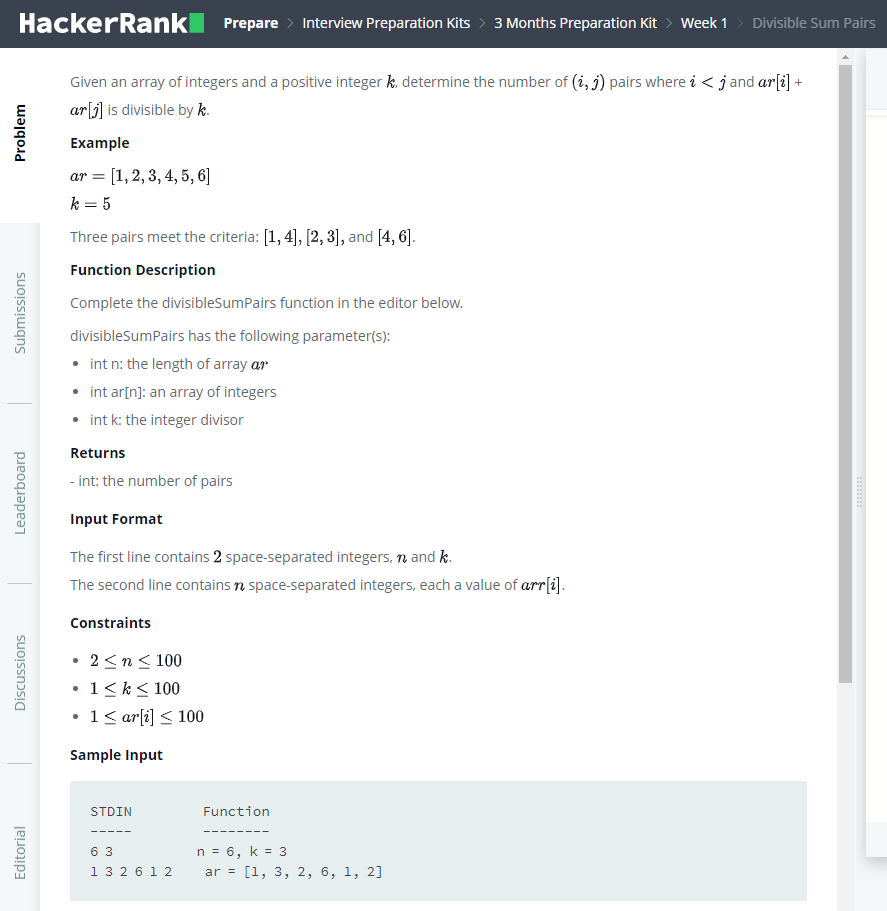 HackerRank Prepare > Interview Preparation Kits > 3 Months Preparation Kit > Week 1 > Divisible Sum Pairs
Problem
Submissions
Leaderboard
Discussions
Editorial
Given an array of integers and a positive integer k, determine the number of (i, j) pairs where i < j and ar[i] +
ar[j] is divisible by k.
Example
ar = [1, 2, 3, 4, 5, 6]
k = 5
Three pairs meet the criteria: [1, 4], [2, 3], and [4, 6].
Function Description
Complete the divisibleSumPairs function in the editor below.
divisibleSumPairs has the following parameter(s):
• int n: the length of array ar
• int ar[n]: an array of integers
• int k: the integer divisor
Returns
- int: the number of pairs
Input Format
The first line contains 2 space-separated integers, n and k.
The second line contains n space-separated integers, each a value of arr[i].
Constraints
• 2 ≤ n ≤ 100
• 1 ≤ k ≤ 100
• 1 ≤ ar[i] ≤ 100
Sample Input
STDIN Function
----- --------
6 3 n = 6, k = 3
1 3 2 6 1 2 ar = [1, 3, 2, 6, 1, 2]